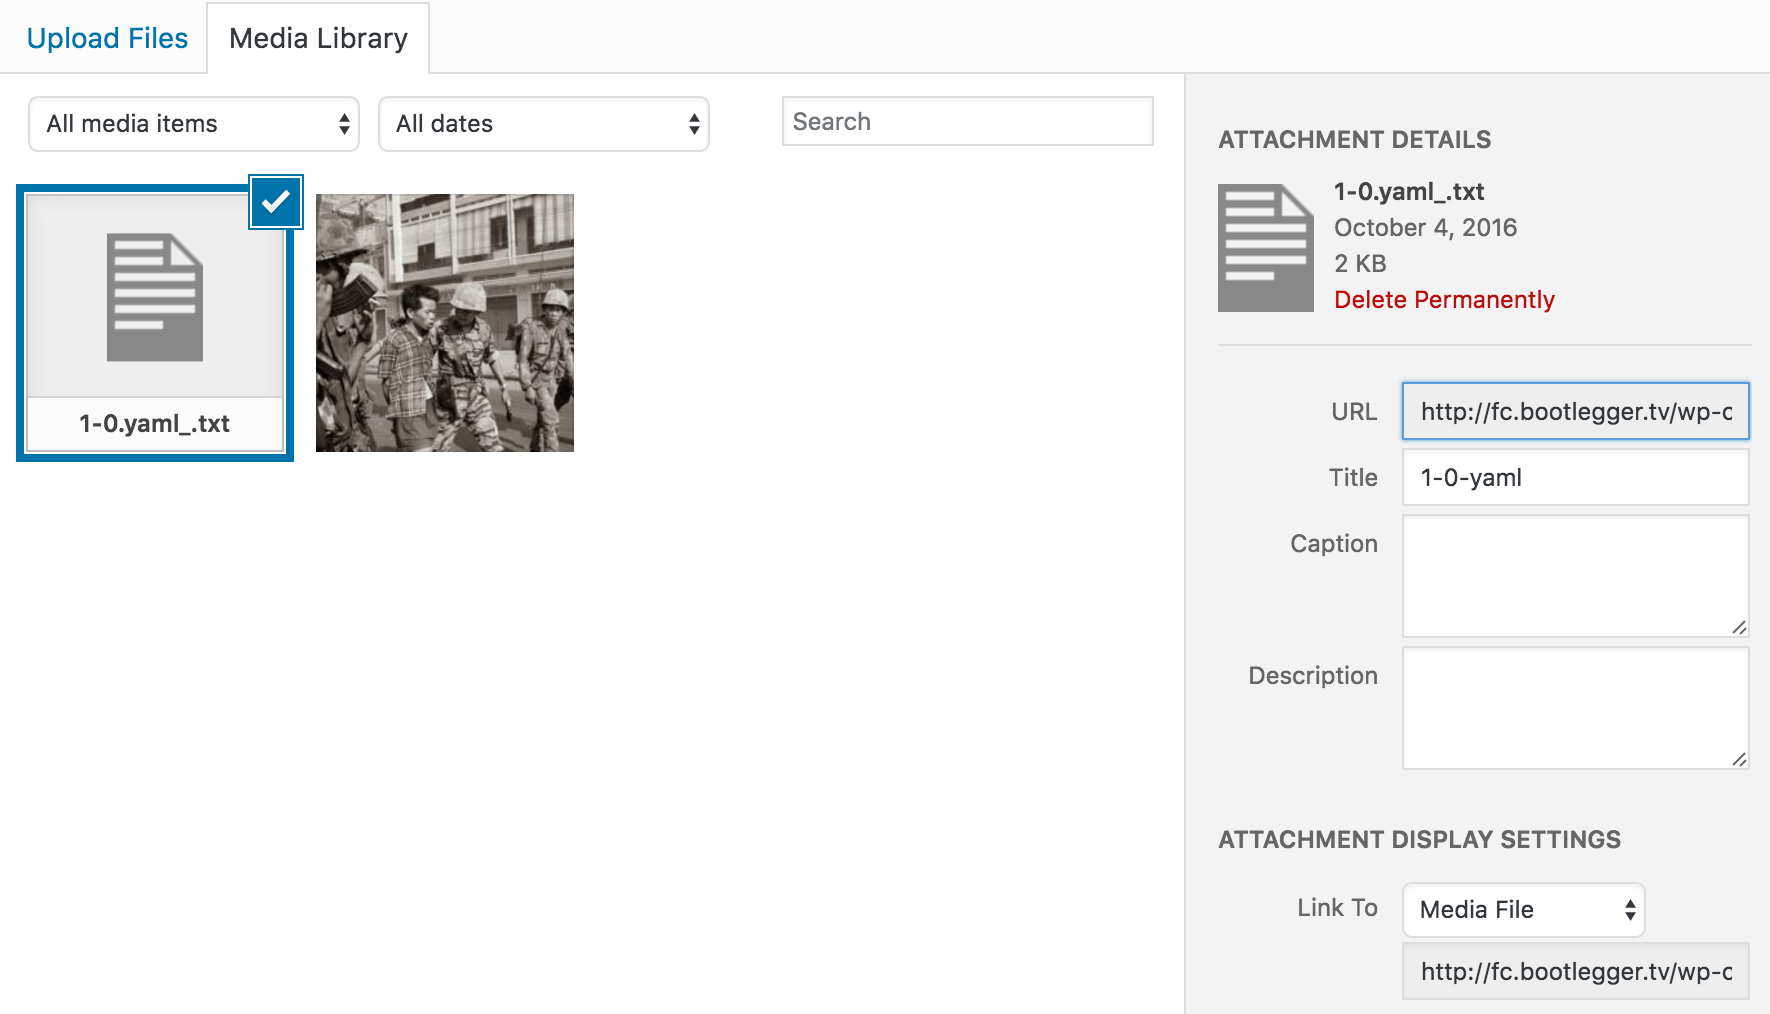 Upload Files
Media Library
All media items
All dates
Search
1-0.yaml_.txt
ATTACHMENT DETAILS
1-0.yaml_.txt
October 4, 2016
2 KB
Delete Permanently
URL
http://fc.bootlegger.tv/wp-c
Title
1-0-yaml
Caption
Description
ATTACHMENT DISPLAY SETTINGS
Link To
Media File
http://fc.bootlegger.tv/wp-c